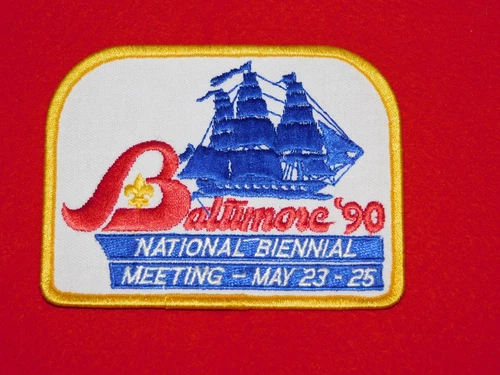 Baltimore '90
NATIONAL BIENNIAL
MEETING - MAY 23 - 25